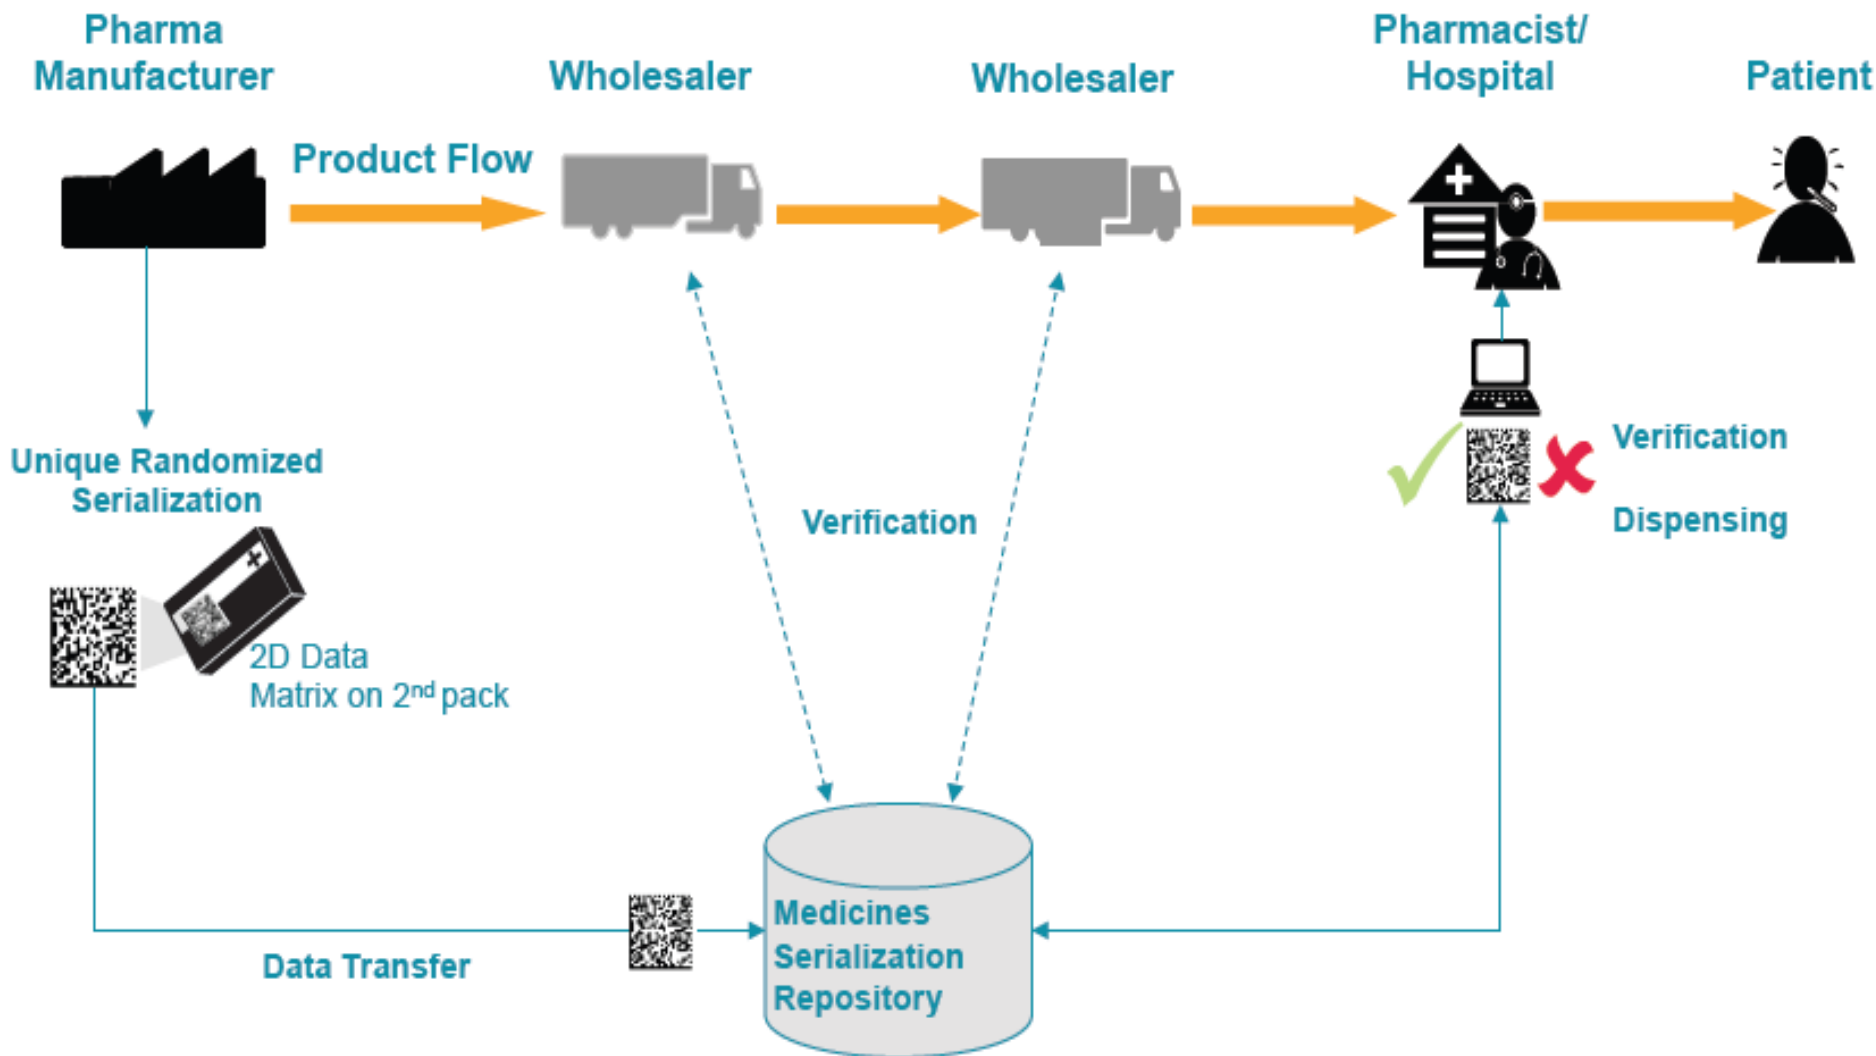 Pharma
Manufacturer
Wholesaler
Wholesaler
Pharmacist/
Hospital
Patient
Product Flow
Unique Randomized
Serialization
2D Data
Matrix on 2nd pack
Verification
Verification
Dispensing
Data Transfer
Medicines
Serialization
Repository